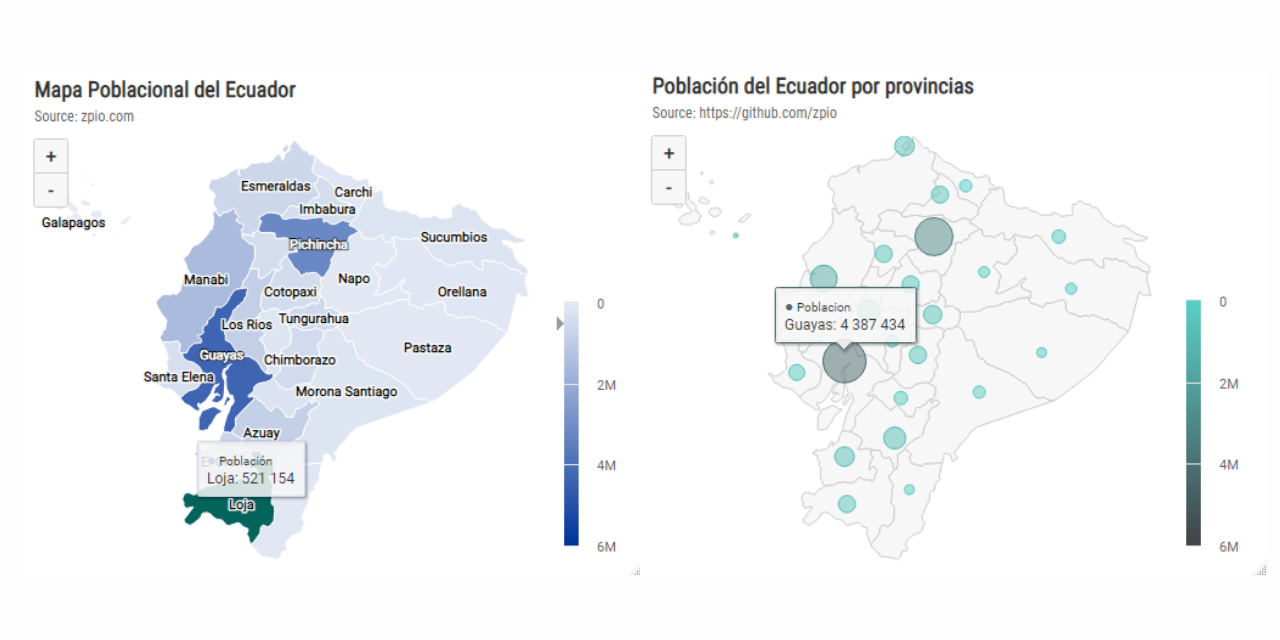 Mapa Poblacional del Ecuador
Source: zpio.com
+
-
Galapagos
Esmeraldas
Carchi
Imbabura
Pichincha
Sucumbios
Manabi
Napo
Cotopaxi
Orellana
Los Rios
Tungurahua
Guayas
Chimborazo
Pastaza
Santa Elena
Morona Santiago
Azuay
Población
Loja: 521 154
Loja
0
2M
4M
6M
Población del Ecuador por provincias
Source: https://github.com/zpio
+
-
Poblacion
Guayas: 4 387 434
0
2M
4M
6M